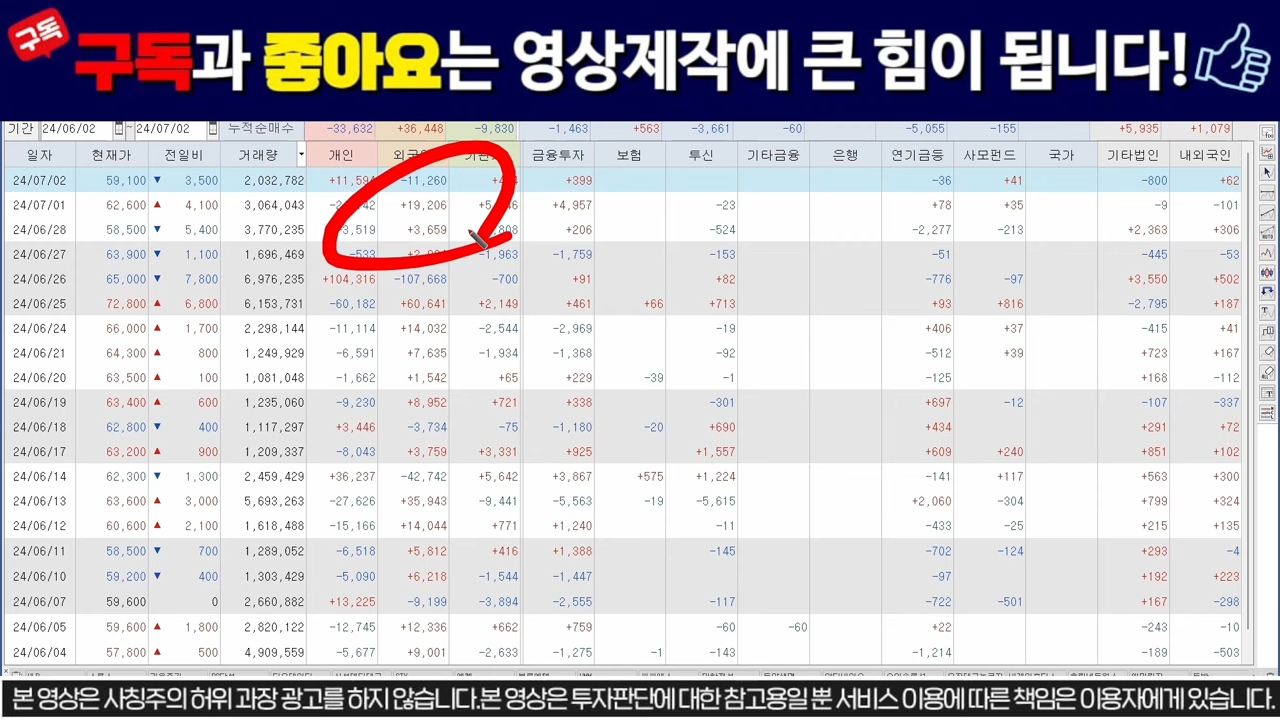 구독
구독과 좋아요는 영상제작에 큰 힘이 됩니다!
기간 24/06/02 ~ 24/07/02 누적순매수 -33,632 +36,448 -9,830 -1,463 +563 -3,661 -60 -5,055 -155 +5,935 +1,079
일자 현재가 전일비 거래량 개인 금융투자 보험 투신 기타금융 은행 연기금등 사모펀드 국가 기타법인 내외국인
24/07/02 59,100 ▼ 3,500 2,032,782 -11,260 +399 -36 +41 -800 +62
24/07/01 62,600 ▲ 4,100 3,064,043 +19,206 +4,957 -23 +78 +35 -9 -101
24/06/28 58,500 ▼ 5,400 3,770,235 +3,659 +206 -524 -2,277 -213 +2,363 +306
24/06/27 63,900 ▼ 1,100 1,696,469 -533 -1,963 -1,759 -153 -51 -445 -53
24/06/26 65,000 ▼ 7,800 6,976,235 +104,316 -107,668 -700 +91 +82 -776 -97 +3,550 +502
24/06/25 72,800 ▲ 6,800 6,153,731 -60,182 +60,641 +2,149 +461 +66 +713 +93 +816 -2,795 +187
24/06/24 66,000 ▲ 1,700 2,298,144 -11,114 +14,032 -2,544 -2,969 -19 +406 +37 -415 +41
24/06/21 64,300 ▲ 800 1,249,929 -6,591 +7,635 -1,934 -1,368 -92 -512 +39 +723 +167
24/06/20 63,500 ▲ 100 1,081,048 -1,662 +1,542 +65 +229 -39 -1 -125 +168 -112
24/06/19 63,400 ▲ 600 1,235,060 -9,230 +8,952 +721 +338 -301 +697 -12 -107 -337
24/06/18 62,800 ▼ 400 1,117,297 +3,446 -3,734 -75 -1,180 -20 +690 +434 +291 +72
24/06/17 63,200 ▲ 900 1,209,337 -8,043 +3,759 +3,331 +925 +1,557 +609 +240 +851 +102
24/06/14 62,300 ▼ 1,300 2,459,429 +36,237 -42,742 +5,642 +3,867 +575 +1,224 -141 +117 +563 +300
24/06/13 63,600 ▲ 3,000 5,693,263 -27,626 +35,943 -9,441 -5,563 -19 -5,615 +2,060 -304 +799 +324
24/06/12 60,600 ▲ 2,100 1,618,488 -15,166 +14,044 +771 +1,240 -11 -433 -25 +215 +135
24/06/11 58,500 ▼ 700 1,289,052 -6,518 +5,812 +416 +1,388 -145 -702 -124 +293 -4
24/06/10 59,200 ▼ 400 1,303,429 -5,090 +6,218 -1,544 -1,447 -97 +192 +223
24/06/07 59,600 0 2,660,882 +13,225 -9,199 -3,894 -2,555 -117 -722 -501 +167 -298
24/06/05 59,600 ▲ 1,800 2,820,122 -12,745 +12,336 +662 +759 -60 -60 +22 -243 -10
24/06/04 57,800 ▲ 500 4,909,559 -5,677 +9,001 -2,633 -1,275 -1 -143 -1,214 -189 -503
본 영상은 사칭주의 허위 과장 광고를 하지 않습니다.본 영상은 투자판단에 대한 참고용일 뿐 서비스 이용에 따른 책임은 이용자에게 있습니다.